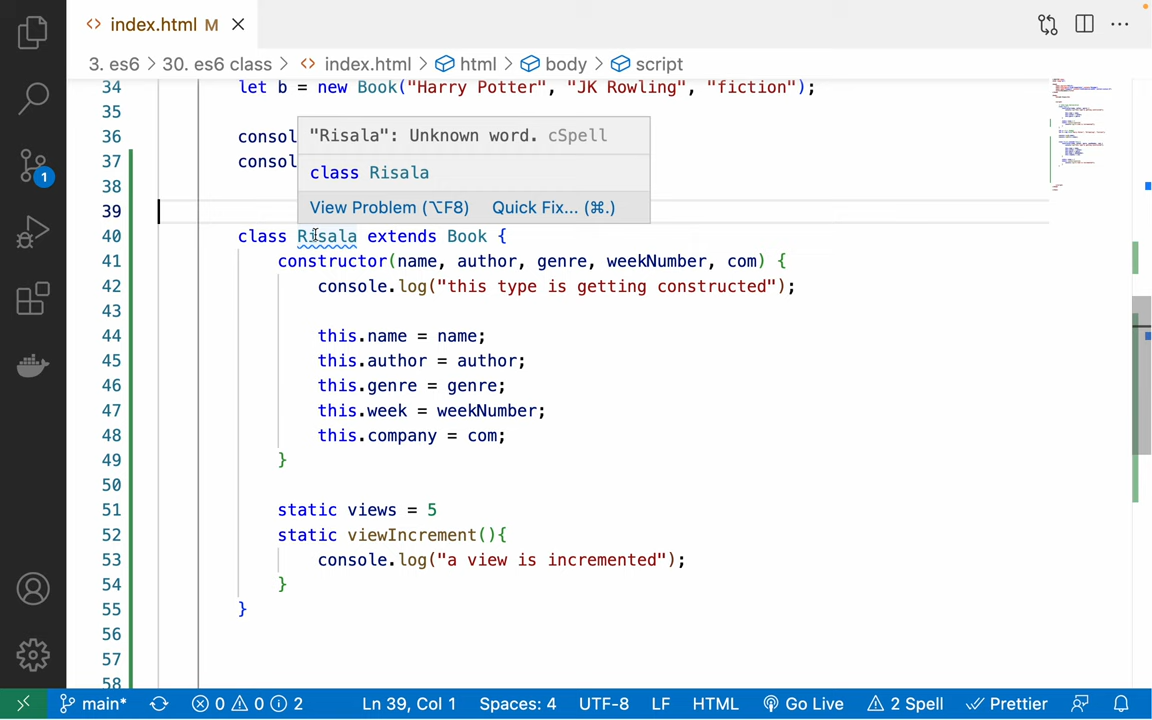 index.html M
3. es6 > 30. es6 class > index.html > html > body > script
34 let b = new Book("Harry Potter", "JK Rowling", "fiction");
35
36 consol
37 consol
38
"Risala": Unknown word. cSpell
class Risala
View Problem (⌥F8) Quick Fix... (⌘.)
39
40 class Risala extends Book {
41 constructor(name, author, genre, weekNumber, com) {
42 console.log("this type is getting constructed");
43
44 this.name = name;
45 this.author = author;
46 this.genre = genre;
47 this.week = weekNumber;
48 this.company = com;
49 }
50
51 static views = 5
52 static viewIncrement(){
53 console.log("a view is incremented");
54 }
55 }
56
57
58
1
main* 0 0 2 Ln 39, Col 1 Spaces: 4 UTF-8 LF HTML Go Live 2 Spell Prettier